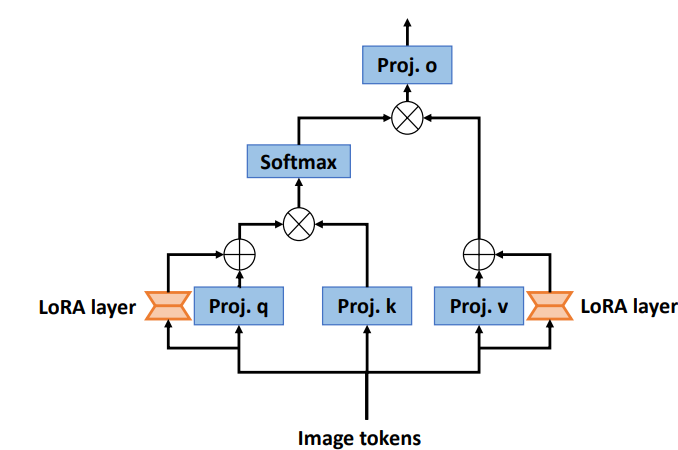 Proj. o
Softmax
LoRA layer
Proj. q
Proj. k
Proj. v
LoRA layer
Image tokens